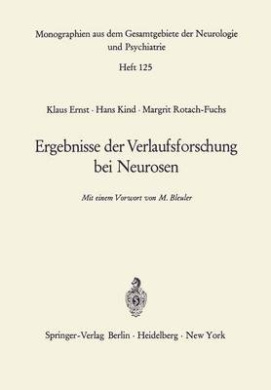 Monographien aus dem Gesamtgebiete der Neurologie
und Psychiatrie
Heft 125
Klaus Ernst · Hans Kind · Margrit Rotach-Fuchs
Ergebnisse der Verlaufsforschung
bei Neurosen
Mit einem Vorwort von M. Bleuler
Springer-Verlag Berlin · Heidelberg · New York